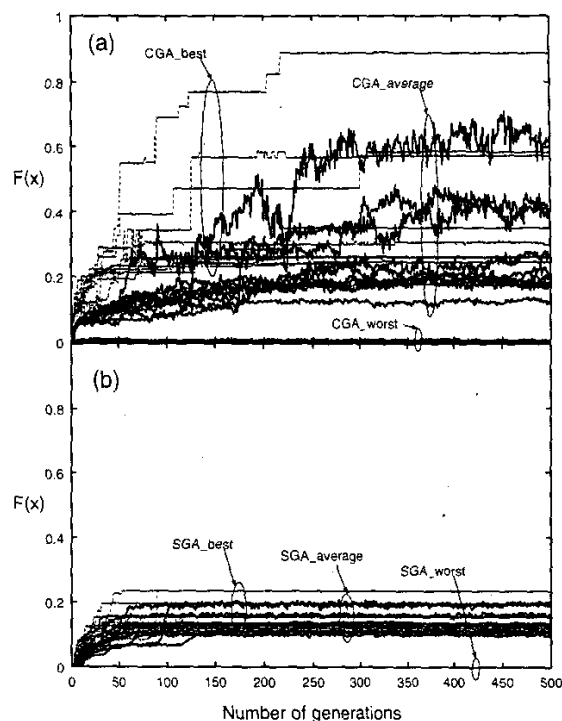 1
(a)
CGA_best
CGA_average
0.8
0.6
F(x)
0.4
0.2
CGA_worst
0
(b)
0.8
0.6
F(x)
0.4
SGA_best
SGA_average
SGA_worst
0.2
0
0 50 100 150 200 250 300 350 400 450 500
Number of generations